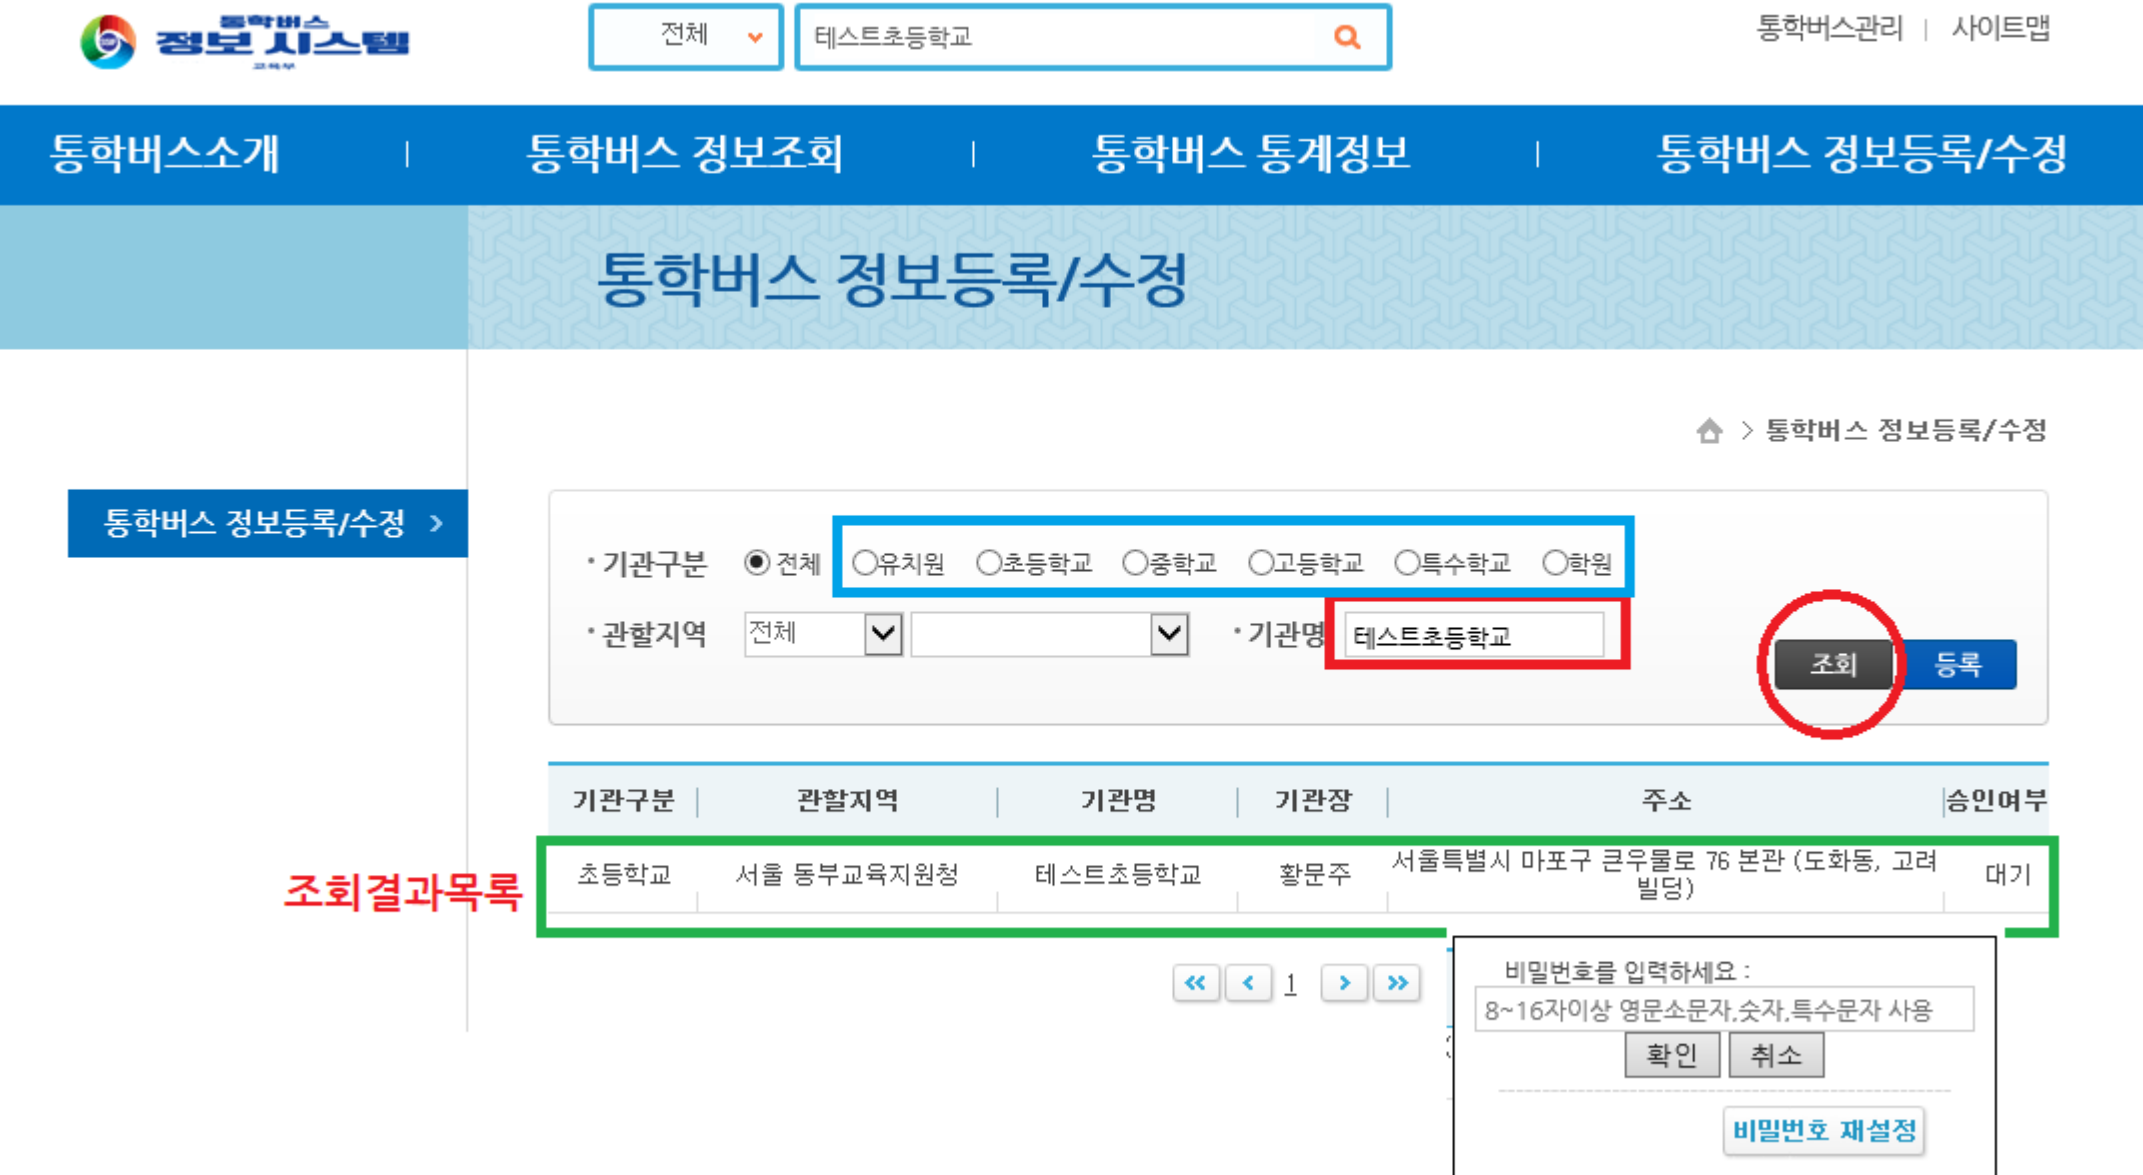 통학버스
정보 시스템
교육부
전체
테스트초등학교
통학버스관리 | 사이트맵
통학버스소개 | 통학버스 정보조회 | 통학버스 통계정보 | 통학버스 정보등록/수정
통학버스 정보등록/수정
> 통학버스 정보등록/수정
통학버스 정보등록/수정 >
· 기관구분 전체 유치원 초등학교 중학교 고등학교 특수학교 학원
· 관할지역 전체 · 기관명 테스트초등학교
조회 등록
기관구분 | 관할지역 | 기관명 | 기관장 | 주소 | 승인여부
조회결과목록
초등학교 서울 동부교육지원청 테스트초등학교 황문주 서울특별시 마포구 큰우물로 76 본관 (도화동, 고려빌딩) 대기
« ‹ 1 › »
비밀번호를 입력하세요 :
8~16자이상 영문소문자,숫자,특수문자 사용
확인 취소
비밀번호 재설정